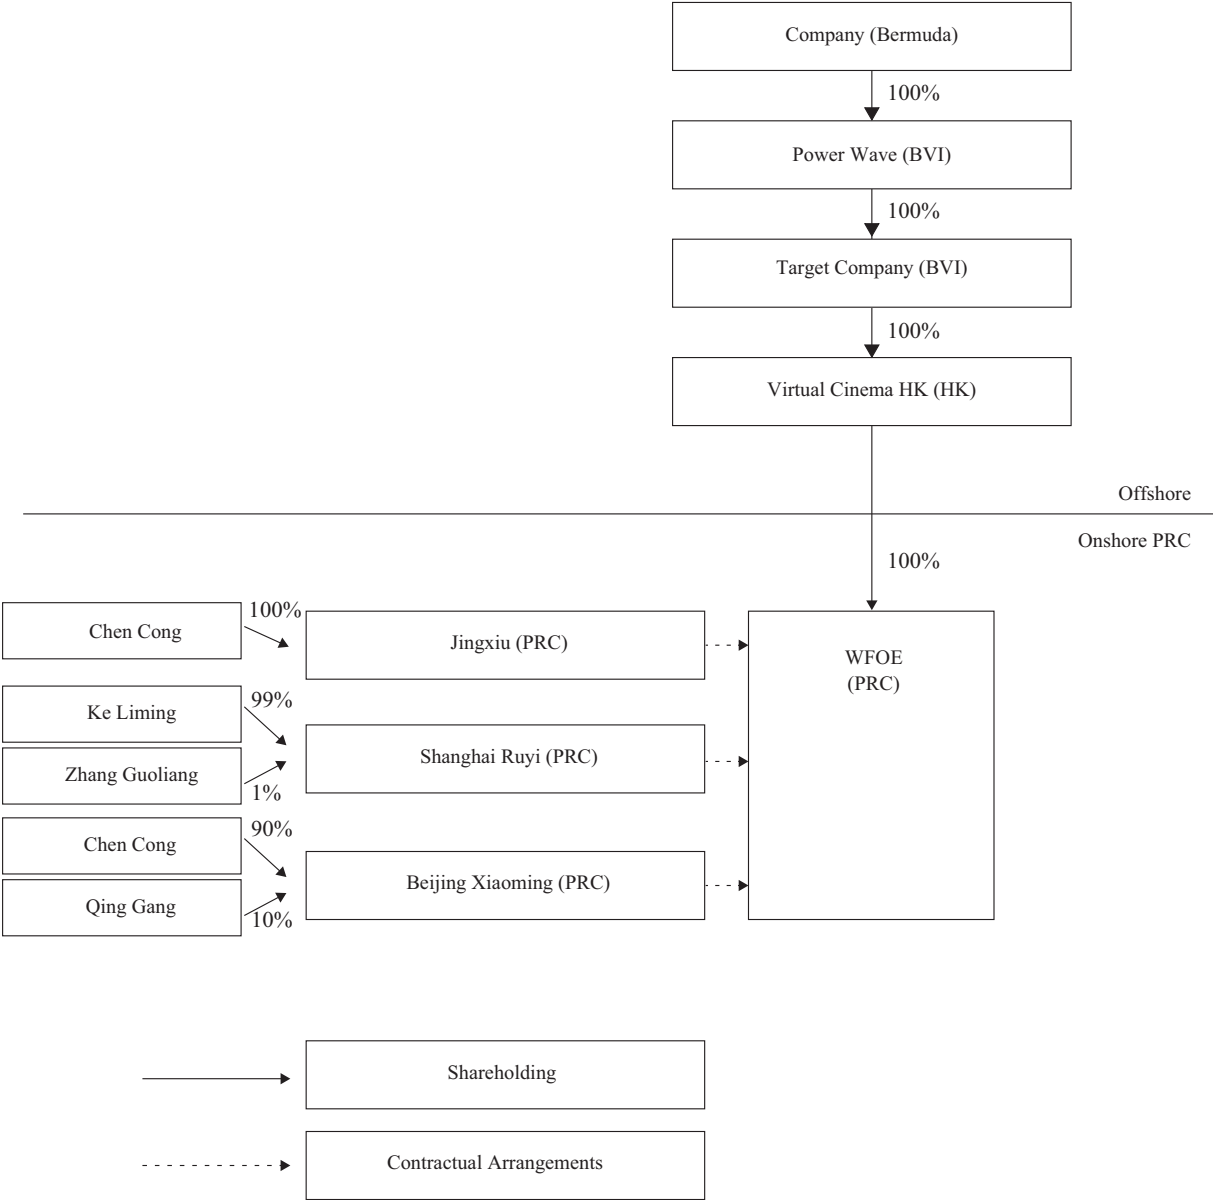 Company (Bermuda)
100%
Power Wave (BVI)
100%
Target Company (BVI)
100%
Virtual Cinema HK (HK)
Offshore
Onshore PRC
100%
Chen Cong
100%
Jingxiu (PRC)
WFOE
(PRC)
Ke Liming
99%
Zhang Guoliang
1%
Shanghai Ruyi (PRC)
Chen Cong
90%
Qing Gang
10%
Beijing Xiaoming (PRC)
Shareholding
Contractual Arrangements